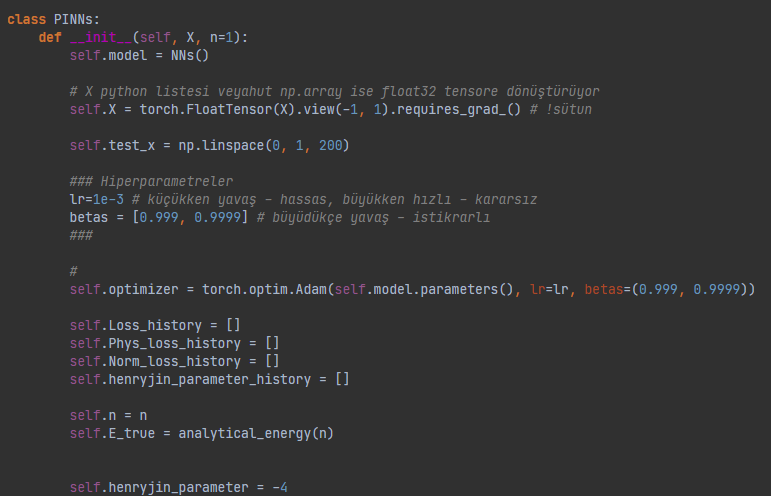 class PINNs:
    def __init__(self, X, n=1):
        self.model = NNs()

        # X python listesi veyahut np.array ise float32 tensore dönüştürüyor
        self.X = torch.FloatTensor(X).view(-1, 1).requires_grad_() # !sütun

        self.test_x = np.linspace(0, 1, 200)

        ### Hiperparametreler
        lr=1e-3 # küçükken yavaş – hassas, büyükken hızlı – kararsız
        betas = [0.999, 0.9999] # büyüdükçe yavaş – istikrarlı
        ###

        #
        self.optimizer = torch.optim.Adam(self.model.parameters(), lr=lr, betas=(0.999, 0.9999))

        self.Loss_history = []
        self.Phys_loss_history = []
        self.Norm_loss_history = []
        self.henryjin_parameter_history = []

        self.n = n
        self.E_true = analytical_energy(n)


        self.henryjin_parameter = -4